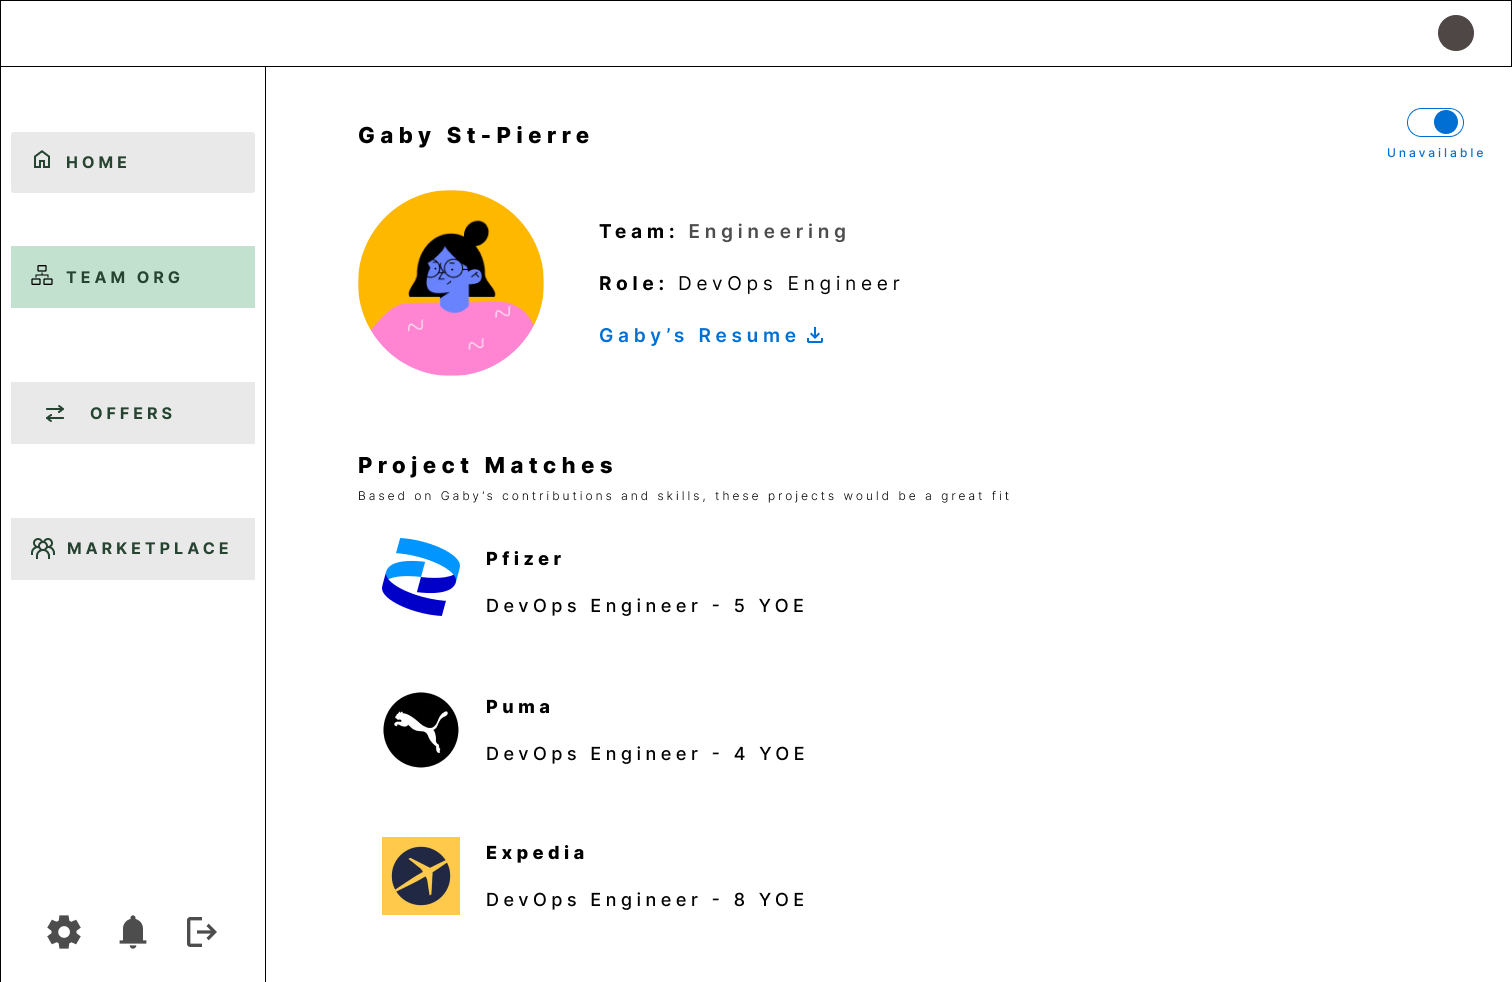 HOME
TEAM ORG
OFFERS
MARKETPLACE
Gaby St-Pierre
Unavailable
Team: Engineering
Role: DevOps Engineer
Gaby’s Resume
Project Matches
Based on Gaby’s contributions and skills, these projects would be a great fit
Pfizer
DevOps Engineer - 5 YOE
Puma
DevOps Engineer - 4 YOE
Expedia
DevOps Engineer - 8 YOE